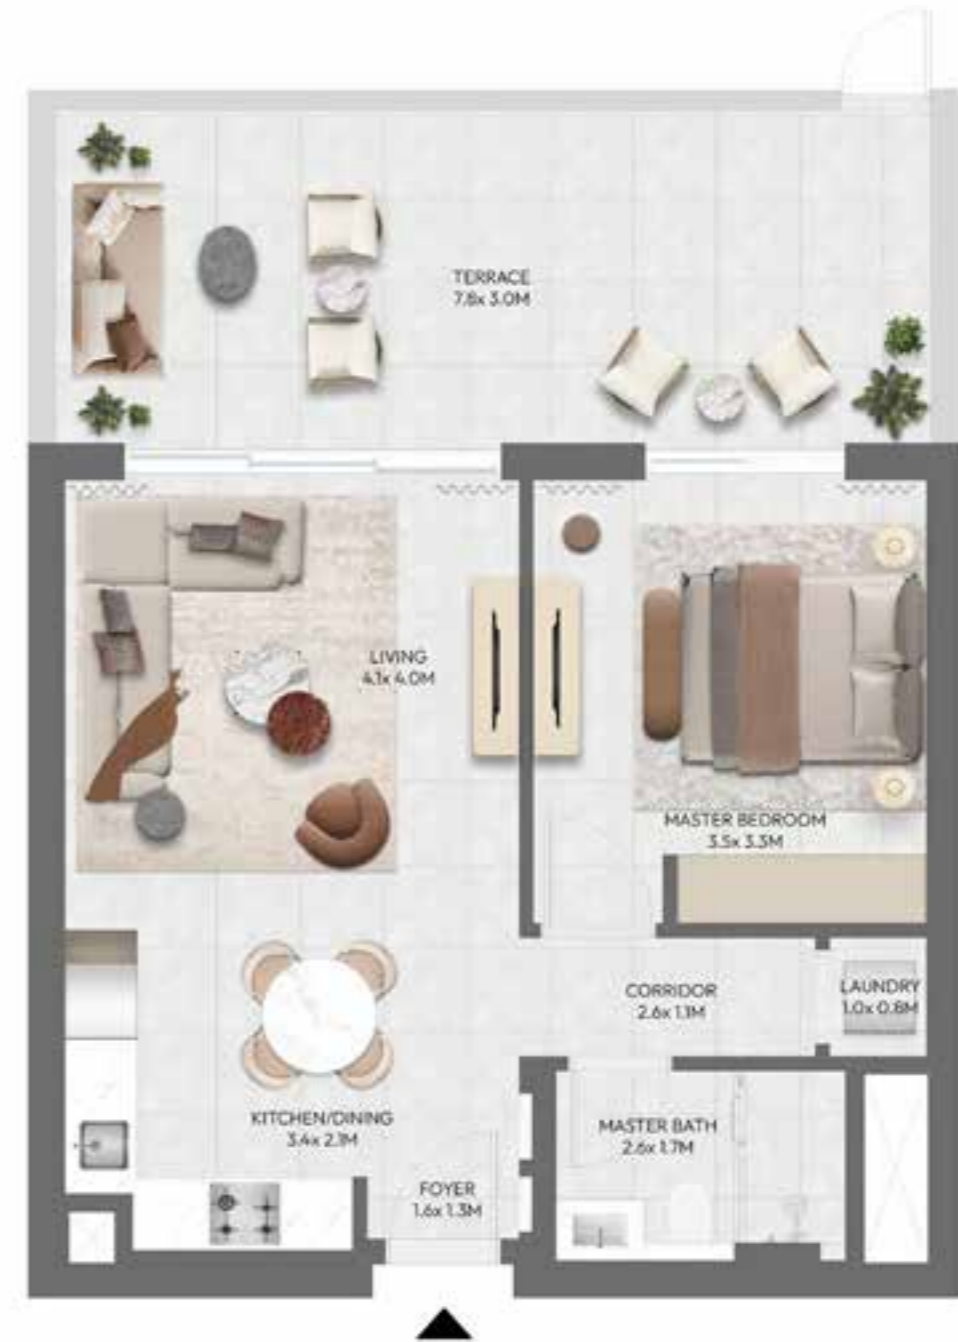 TERRACE
7.8x 3.0M
LIVING
4.1x 4.0M
MASTER BEDROOM
3.5x 3.3M
CORRIDOR
2.6x 1.1M
LAUNDRY
1.0x 0.8M
KITCHEN/DINING
3.4x 2.1M
MASTER BATH
2.6x 1.7M
FOYER
1.6x 1.3M